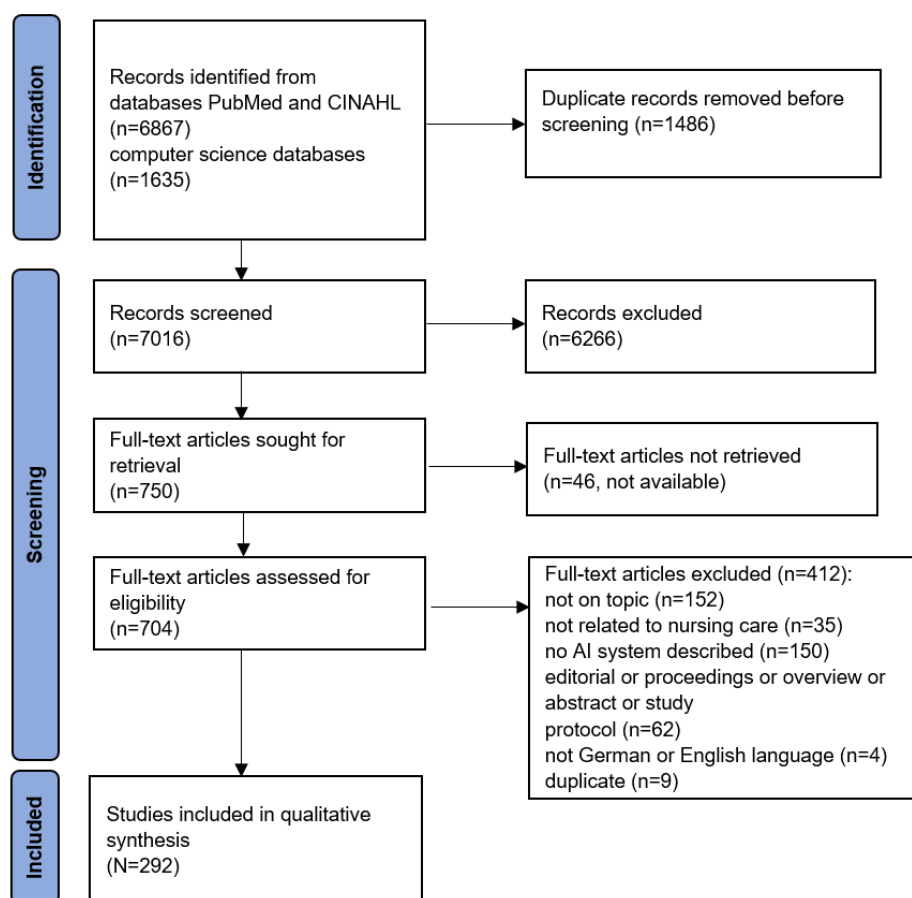 Identification
Records identified from
databases PubMed and CINAHL
(n=6867)
computer science databases
(n=1635)
Duplicate records removed before
screening (n=1486)
Screening
Records screened
(n=7016)
Records excluded
(n=6266)
Full-text articles sought for
retrieval
(n=750)
Full-text articles not retrieved
(n=46, not available)
Full-text articles assessed for
eligibility
(n=704)
Full-text articles excluded (n=412):
not on topic (n=152)
not related to nursing care (n=35)
no AI system described (n=150)
editorial or proceedings or overview or
abstract or study
protocol (n=62)
not German or English language (n=4)
duplicate (n=9)
Included
Studies included in qualitative
synthesis
(N=292)